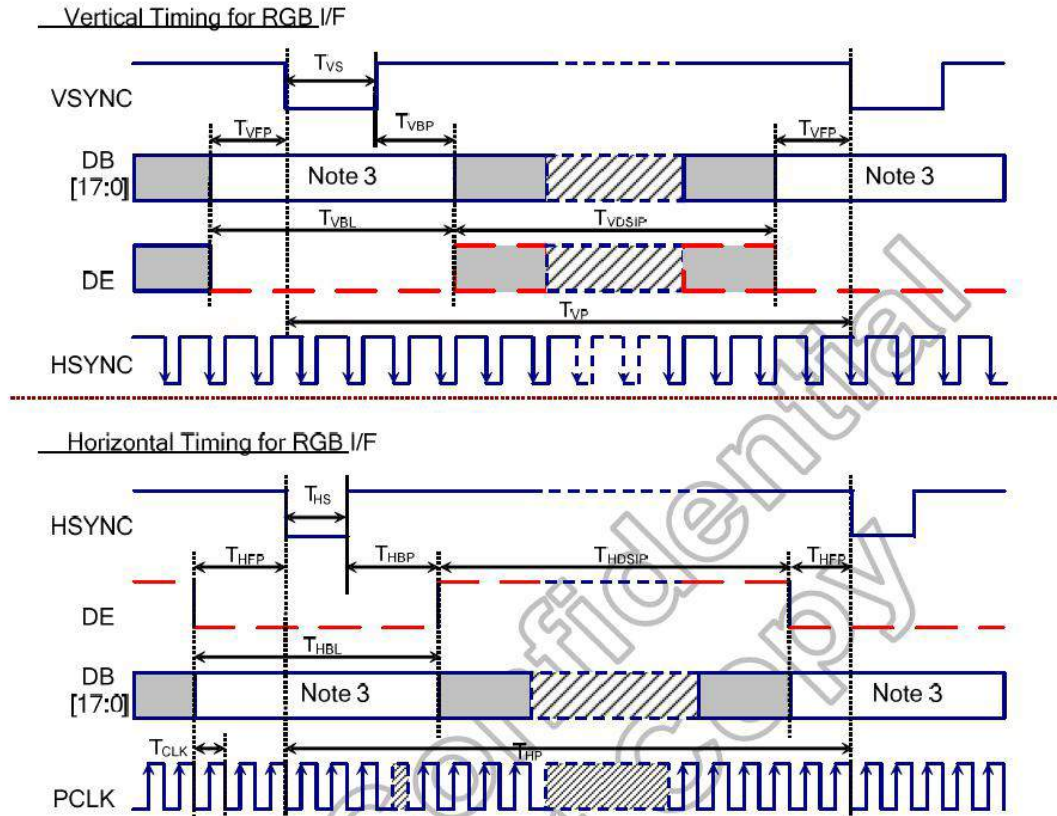 Vertical Timing for RGB I/F
TVS
VSYNC
TVFP
TVBP
TVFP
DB
[17:0]
Note 3
Note 3
TVBL
TVDSIP
DE
TVP
HSYNC
Horizontal Timing for RGB I/F
THS
HSYNC
THFP
THBP
THDSIP
THFP
DE
THBL
DB
[17:0]
Note 3
Note 3
TCLK
THP
PCLK
Confidential
Copy